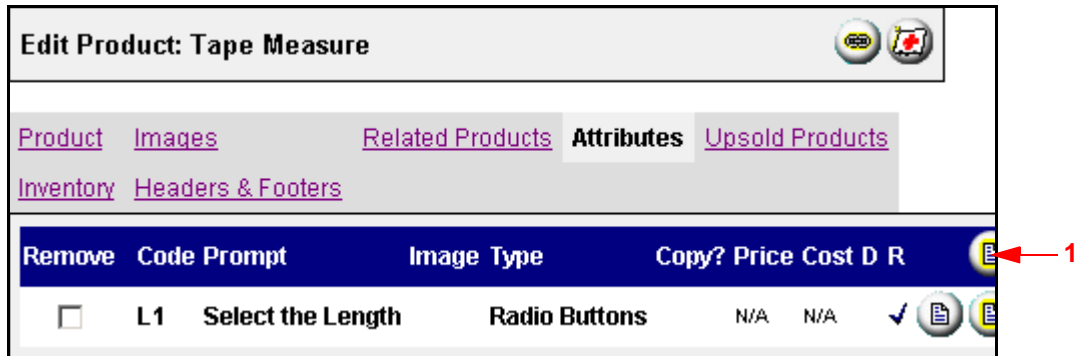 Edit Product: Tape Measure
Product Images Related Products Attributes Upsold Products
Inventory Headers & Footers
Remove Code Prompt Image Type Copy? Price Cost D R
1
L1 Select the Length Radio Buttons N/A N/A